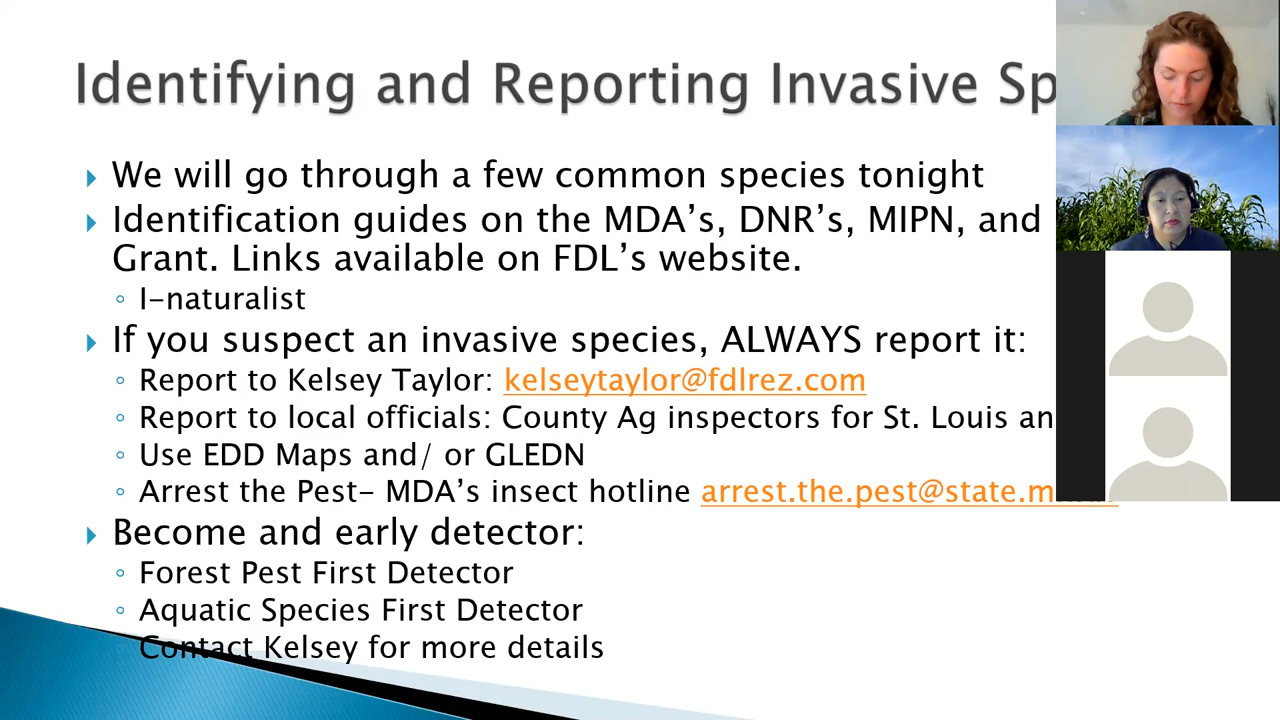 Identifying and Reporting Invasive Sp
We will go through a few common species tonight
Identification guides on the MDA’s, DNR’s, MIPN, and
Grant. Links available on FDL’s website.
I-naturalist
If you suspect an invasive species, ALWAYS report it:
Report to Kelsey Taylor: kelseytaylor@fdlrez.com
Report to local officials: County Ag inspectors for St. Louis an
Use EDD Maps and/ or GLEDN
Arrest the Pest- MDA’s insect hotline arrest.the.pest@state.m
Become and early detector:
Forest Pest First Detector
Aquatic Species First Detector
Contact Kelsey for more details